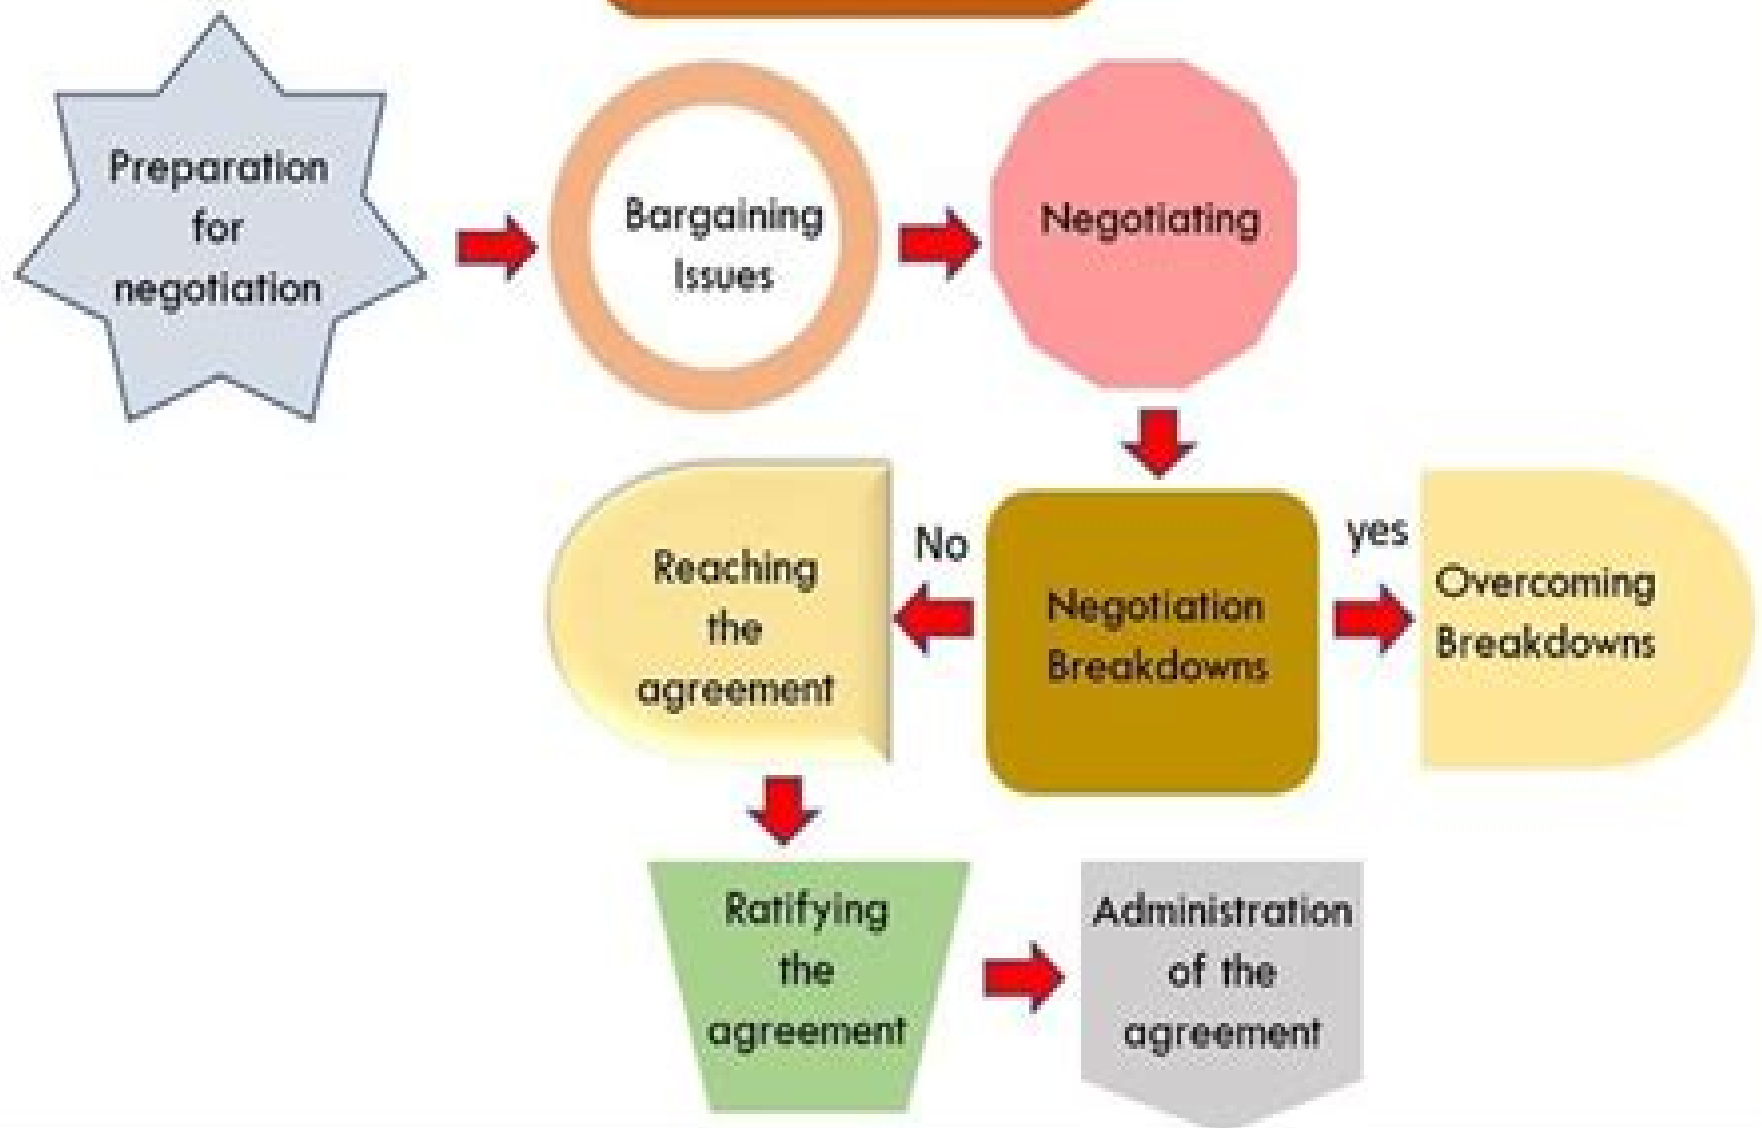 Preparation
for
negotiation
Bargaining
Issues
Negotiating
Reaching
the
agreement
No
Negotiation
Breakdowns
yes
Overcoming
Breakdowns
Ratifying
the
agreement
Administration
of the
agreement